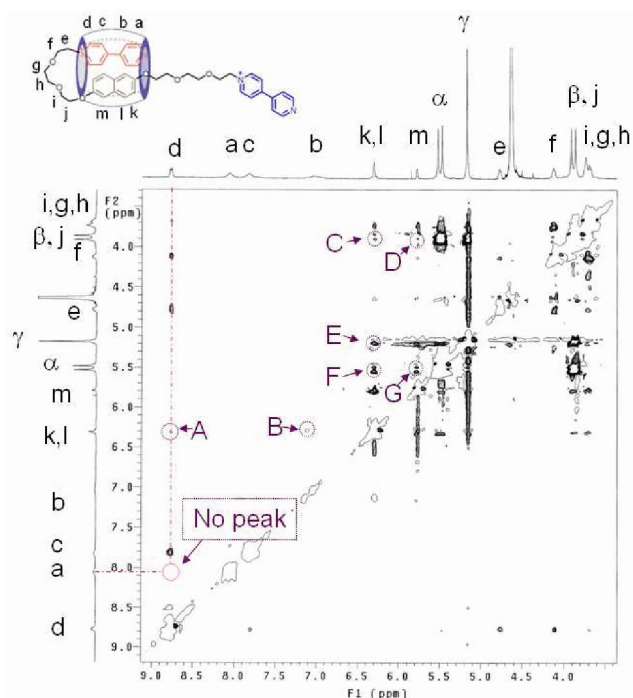 d c b a
f e
g
h
i
j
m l k
O O O O O O O
N+
N
γ
α
β, j
k,l m
i,g,h
d a c b
e f
F2
(ppm)
i,g,h
β, j
f
e
γ
α
m
k,l
b
c
a
d
4.0
4.5
5.0
5.5
6.0
6.5
7.0
7.5
8.0
8.5
9.0
C
D
E
F
G
A
B
No peak
9.0 8.5 8.0 7.5 7.0 6.5 6.0 5.5 5.0 4.5 4.0
F1 (ppm)